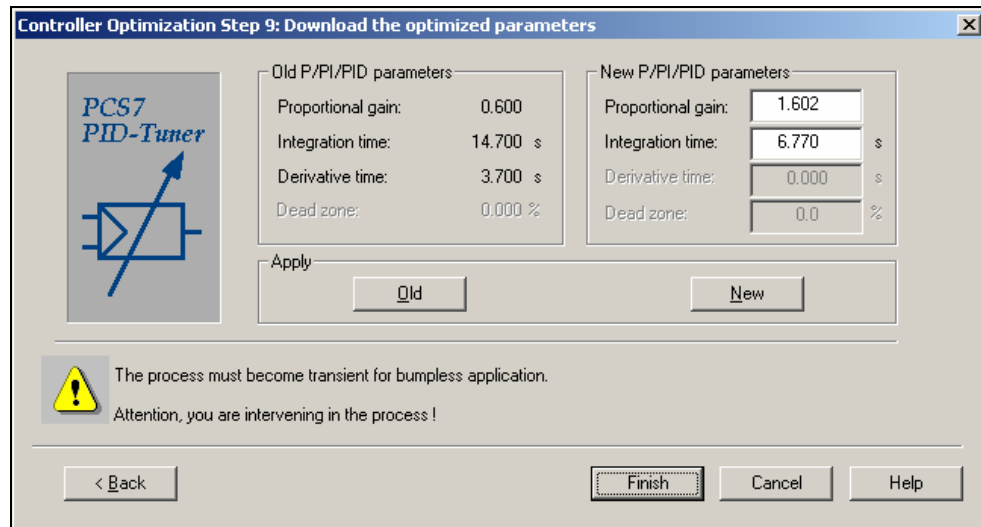 Controller Optimization Step 9: Download the optimized parameters
PCS7
PID-Tuner
Old P/PI/PID parameters
Proportional gain: 0.600
Integration time: 14.700 s
Derivative time: 3.700 s
Dead zone: 0.000 %
New P/PI/PID parameters
Proportional gain: 1.602
Integration time: 6.770 s
Derivative time: 0.000 s
Dead zone: 0.0 %
Apply
Old
New
The process must become transient for bumpless application.
Attention, you are intervening in the process !
< Back
Finish
Cancel
Help